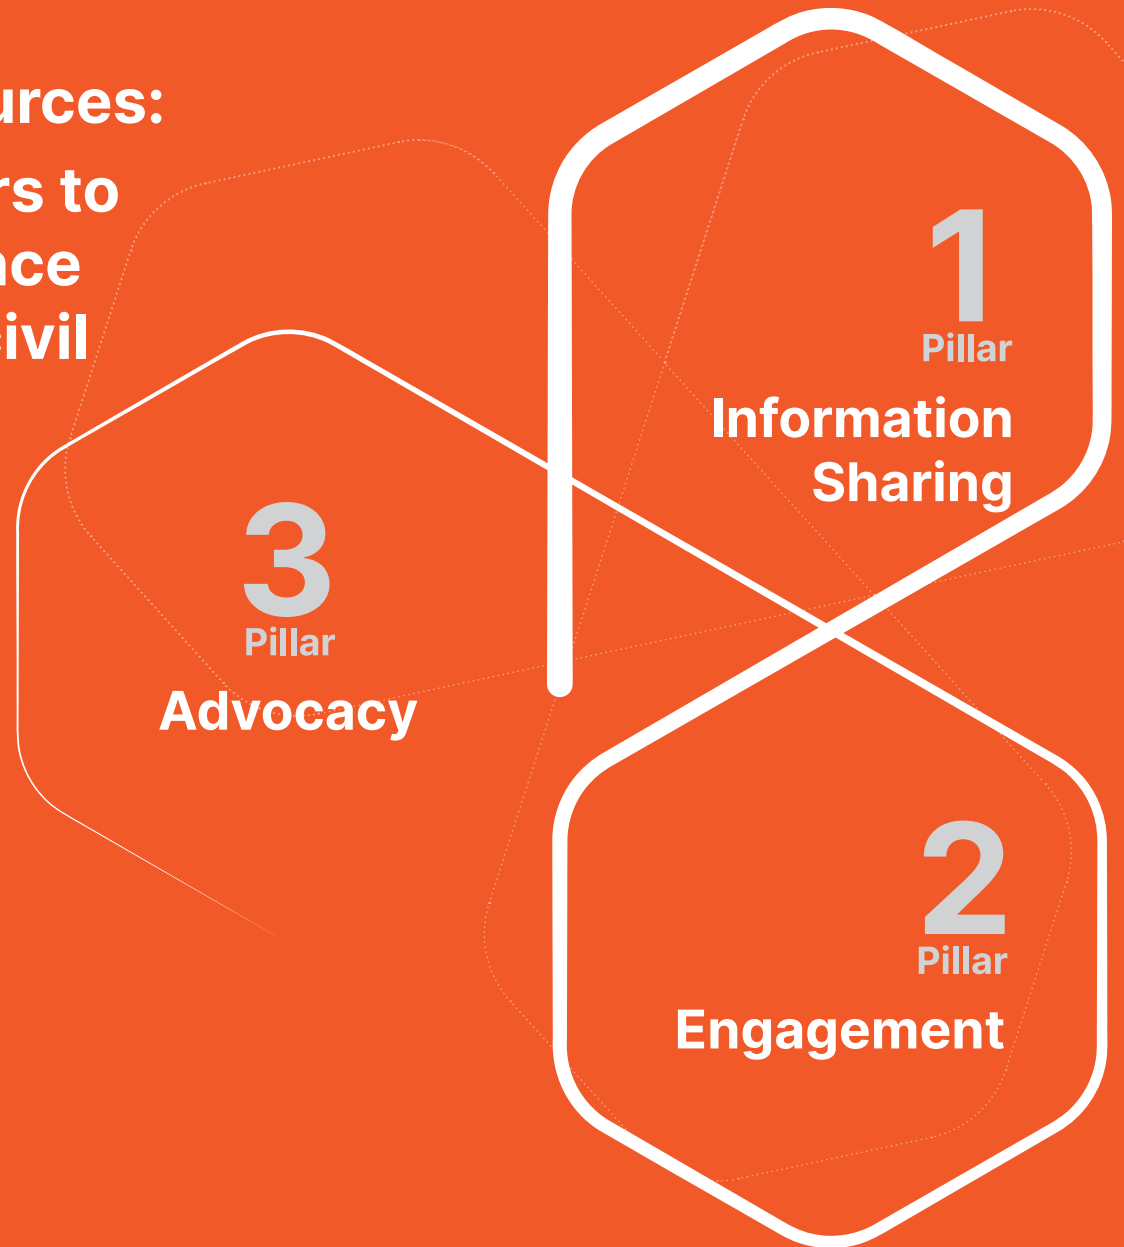 urces:
rs to
nce
civil
1
Pillar
Information
Sharing
3
Pillar
Advocacy
2
Pillar
Engagement